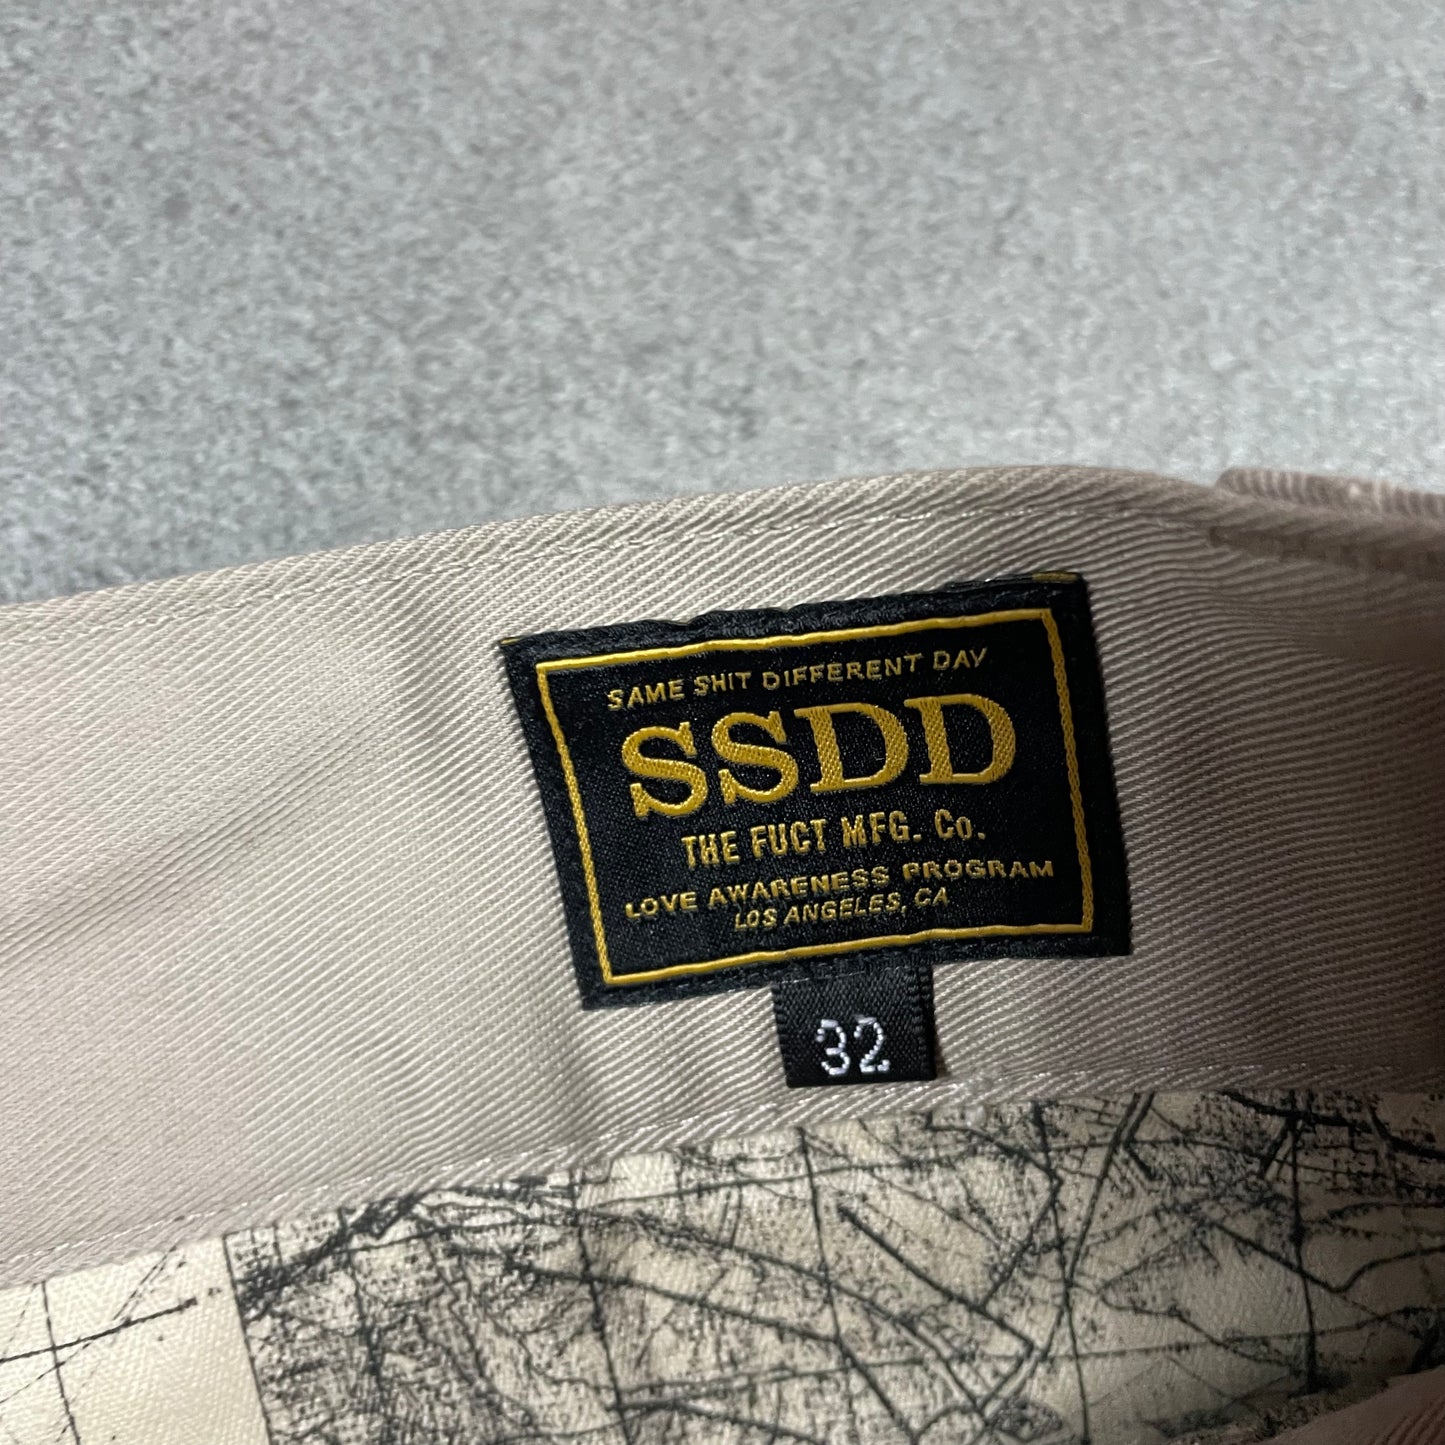 SAME SHIT DIFFERENT DAY
SSDD
THE FUCT MFG. Co.
LOVE AWARENESS PROGRAM
LOS ANGELES, CA
32